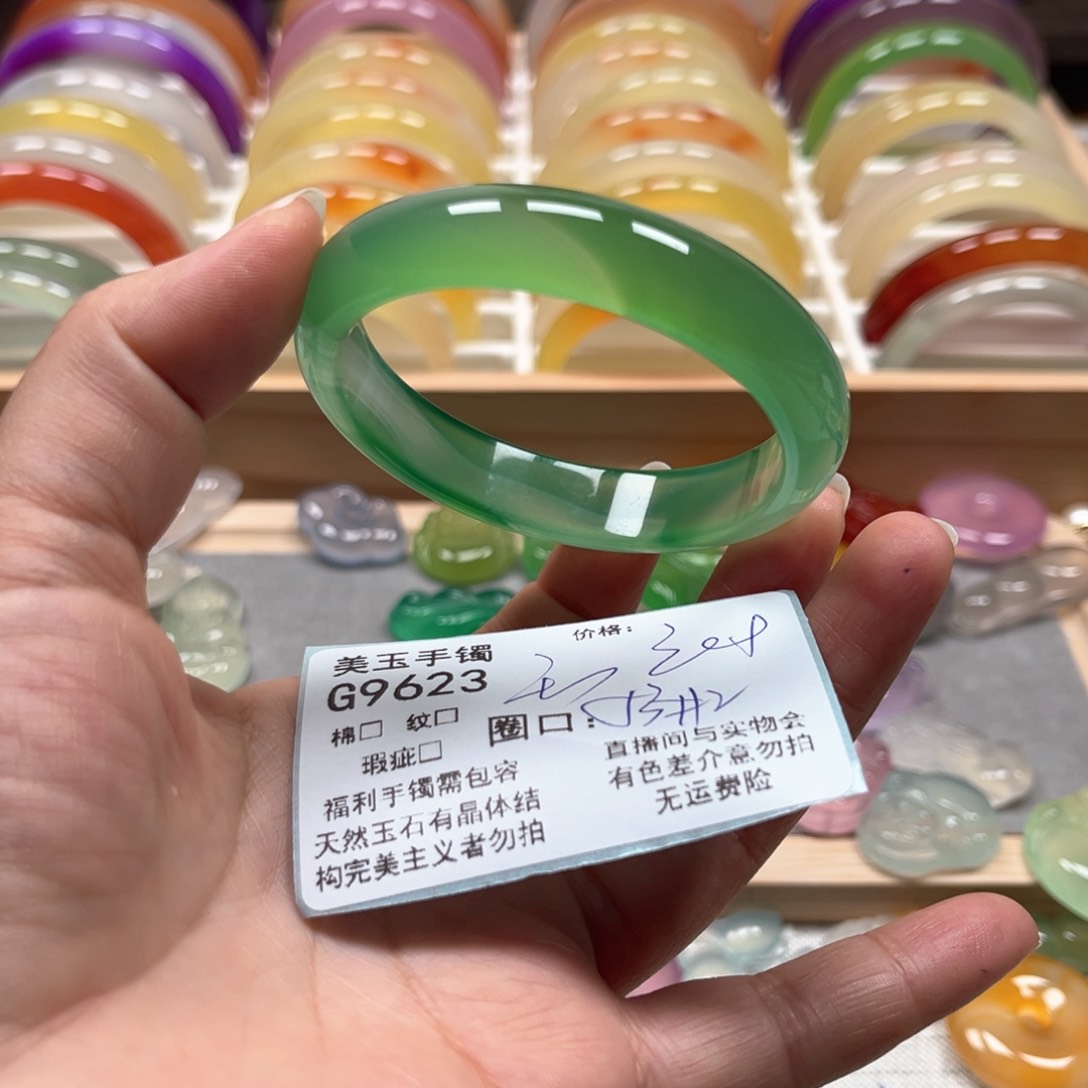 美玉手镯
价格：
G9623
棉□ 纹□
圈口：
瑕疵□
福利手镯需包容
天然玉石有晶体结
构完美主义者勿拍
直播间与实物会
有色差介意勿拍
无运费险